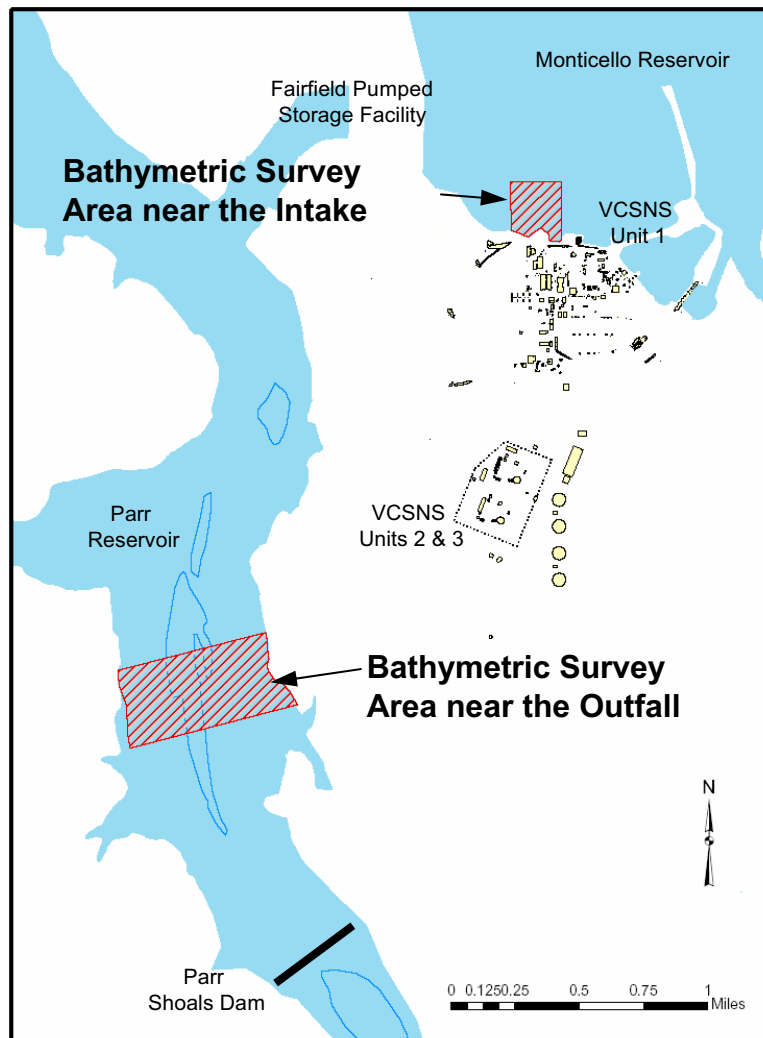 Monticello Reservoir
Fairfield Pumped
Storage Facility
Bathymetric Survey
Area near the Intake
VCSNS
Unit 1
Parr
Reservoir
VCSNS
Units 2 & 3
Bathymetric Survey
Area near the Outfall
N
Parr
Shoals Dam
0 0.125 0.25 0.5 0.75 1
Miles